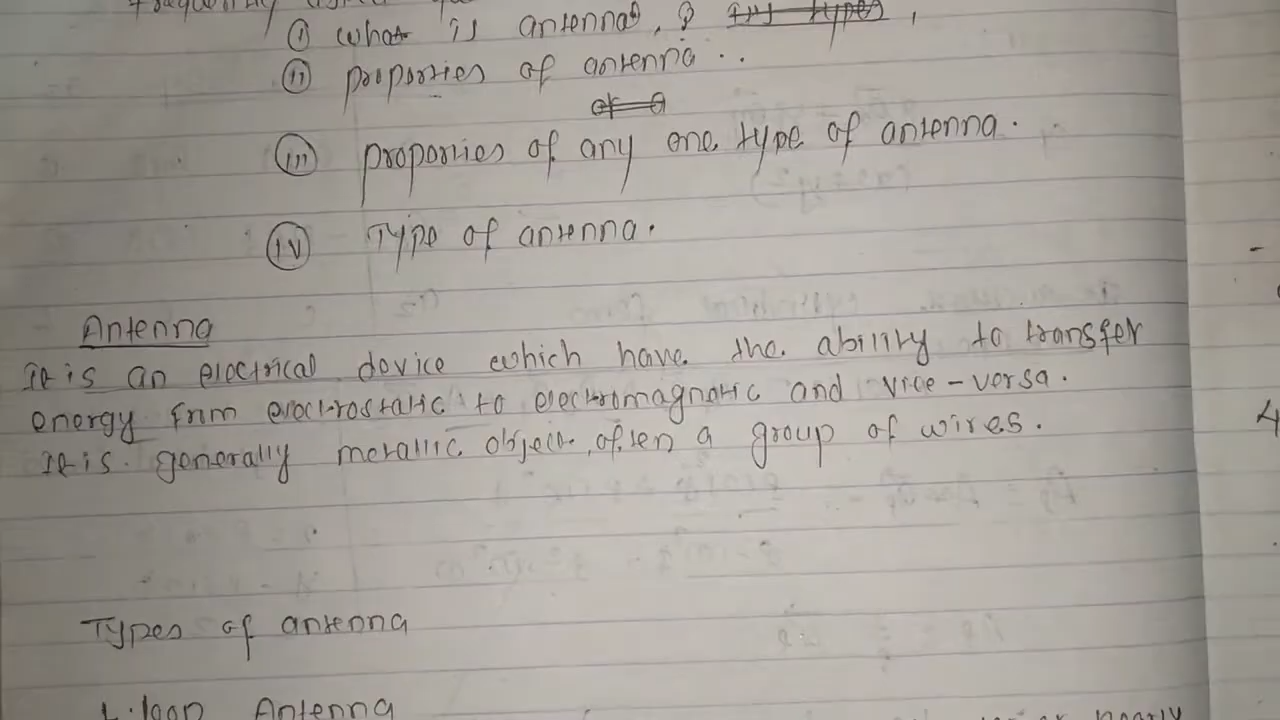 (i) what is antenna, ?
(ii) properties of antenna ..
(iii) properties of any one type of antenna.
(iv) Type of antenna.
Antenna
It is an electrical device which have the ability to transfer
energy from electrostatic to electromagnetic and vice-versa.
It is generally metallic object often a group of wires.
4
Types of antenna
1. loop Antenna
nearly